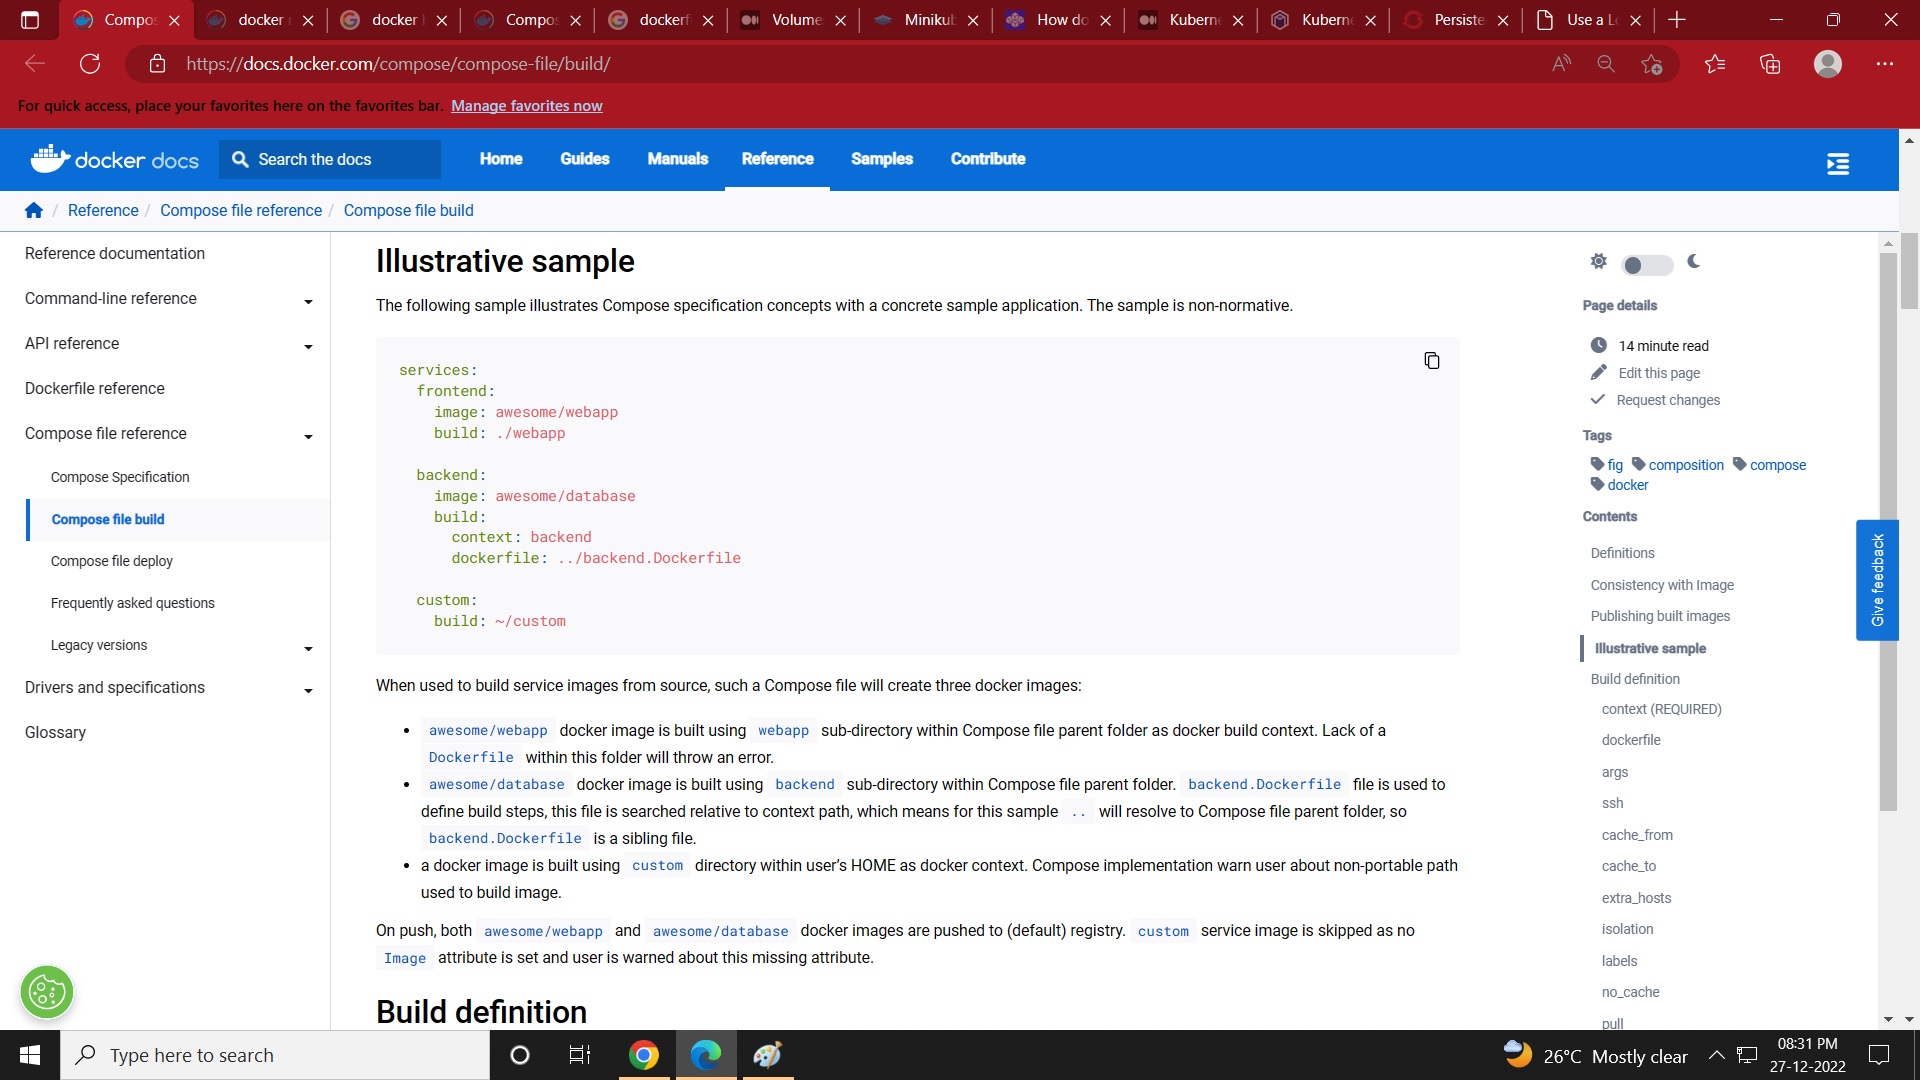 Compos
docker
docker
Compos
dockerf
Volume
Minikub
How do
Kuberne
Kuberne
Persiste
Use a Lo
https://docs.docker.com/compose/compose-file/build/
For quick access, place your favorites here on the favorites bar. Manage favorites now
docker docs
Search the docs
Home
Guides
Manuals
Reference
Samples
Contribute
/ Reference / Compose file reference / Compose file build
Reference documentation
Command-line reference
API reference
Dockerfile reference
Compose file reference
Compose Specification
Compose file build
Compose file deploy
Frequently asked questions
Legacy versions
Drivers and specifications
Glossary
Illustrative sample
The following sample illustrates Compose specification concepts with a concrete sample application. The sample is non-normative.
services:
  frontend:
    image: awesome/webapp
    build: ./webapp
  backend:
    image: awesome/database
    build:
      context: backend
      dockerfile: ../backend.Dockerfile
  custom:
    build: ~/custom
When used to build service images from source, such a Compose file will create three docker images:
• awesome/webapp docker image is built using webapp sub-directory within Compose file parent folder as docker build context. Lack of a
Dockerfile within this folder will throw an error.
• awesome/database docker image is built using backend sub-directory within Compose file parent folder. backend.Dockerfile file is used to
define build steps, this file is searched relative to context path, which means for this sample .. will resolve to Compose file parent folder, so
backend.Dockerfile is a sibling file.
• a docker image is built using custom directory within user’s HOME as docker context. Compose implementation warn user about non-portable path
used to build image.
On push, both awesome/webapp and awesome/database docker images are pushed to (default) registry. custom service image is skipped as no
Image attribute is set and user is warned about this missing attribute.
Build definition
Page details
14 minute read
Edit this page
Request changes
Tags
fig composition compose
docker
Contents
Definitions
Consistency with Image
Publishing built images
Illustrative sample
Build definition
context (REQUIRED)
dockerfile
args
ssh
cache_from
cache_to
extra_hosts
isolation
labels
no_cache
pull
Give feedback
Type here to search
26°C Mostly clear
08:31 PM
27-12-2022